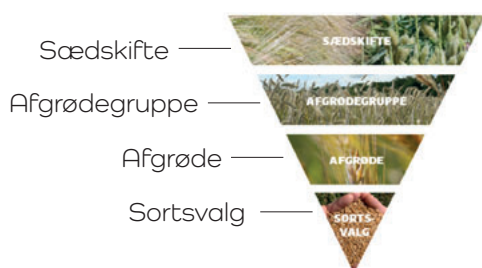 Sædskifte
SÆDSKIFTE
Afgrødegruppe
AFGRØDEGRUPPE
Afgrøde
AFGRØDE
Sortsvalg
SORTS-
VALG